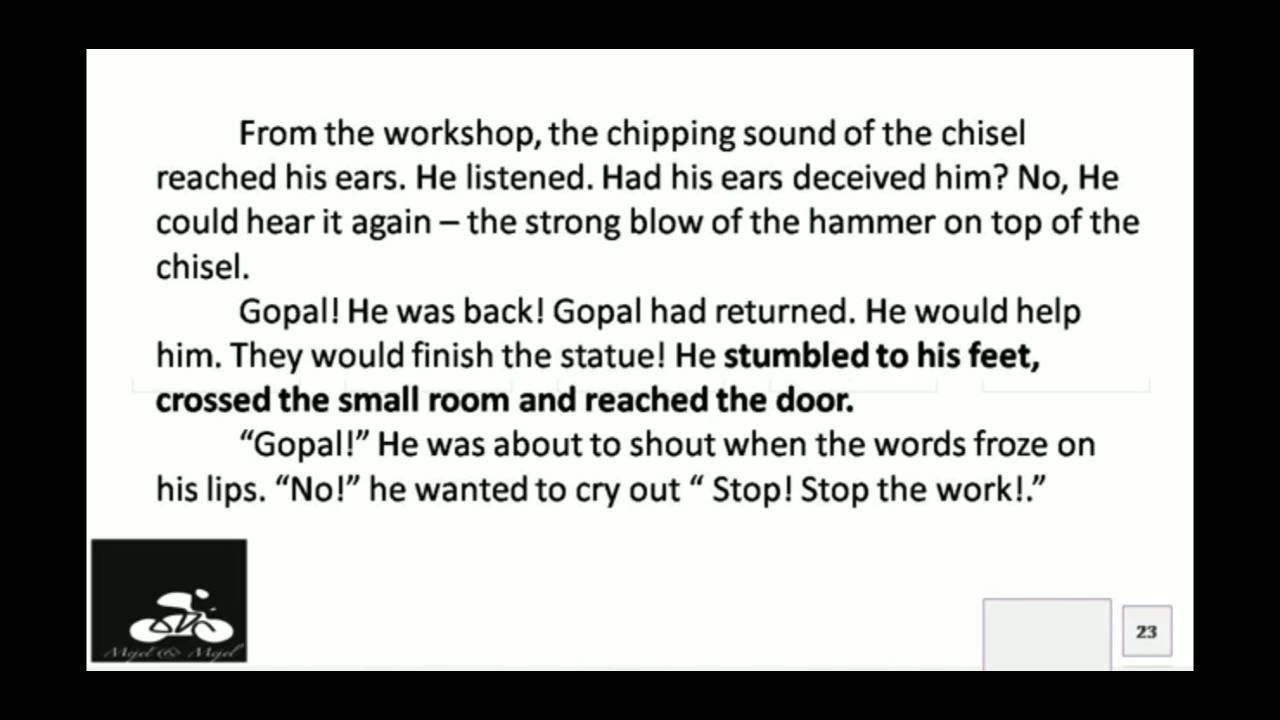 From the workshop, the chipping sound of the chisel
reached his ears. He listened. Had his ears deceived him? No, He
could hear it again – the strong blow of the hammer on top of the
chisel.
Gopal! He was back! Gopal had returned. He would help
him. They would finish the statue! He stumbled to his feet,
crossed the small room and reached the door.
“Gopal!” He was about to shout when the words froze on
his lips. “No!” he wanted to cry out “ Stop! Stop the work!.”
23